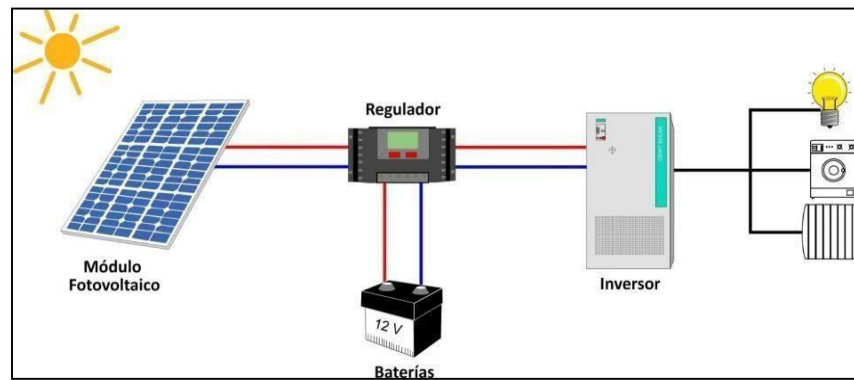 Regulador
Módulo
Fotovoltaico
Inversor
12 V
Baterías